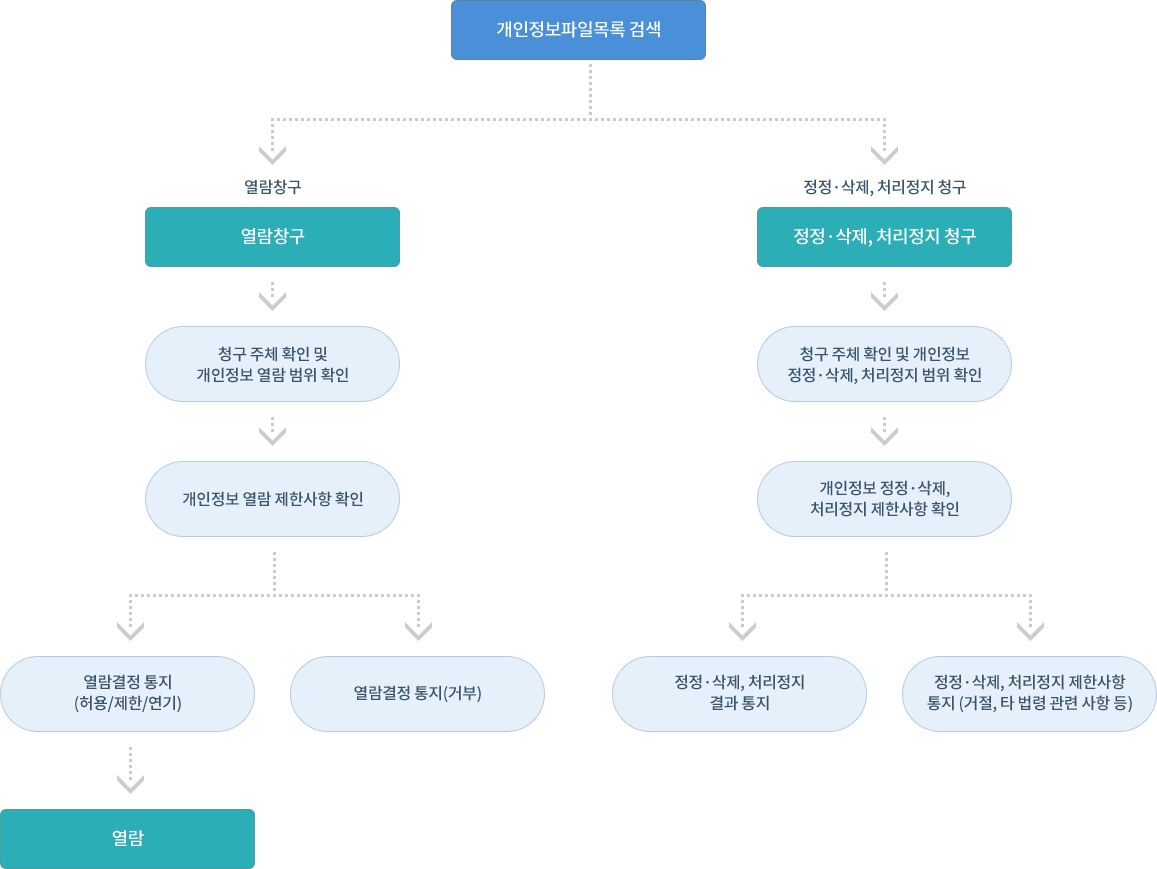 개인정보파일목록 검색
열람창구
정정·삭제, 처리정지 청구
열람창구
정정·삭제, 처리정지 청구
청구 주체 확인 및
개인정보 열람 범위 확인
청구 주체 확인 및 개인정보
정정·삭제, 처리정지 범위 확인
개인정보 열람 제한사항 확인
개인정보 정정·삭제,
처리정지 제한사항 확인
열람결정 통지
(허용/제한/연기)
열람결정 통지(거부)
정정·삭제, 처리정지
결과 통지
정정·삭제, 처리정지 제한사항
통지 (거절, 타 법령 관련 사항 등)
열람